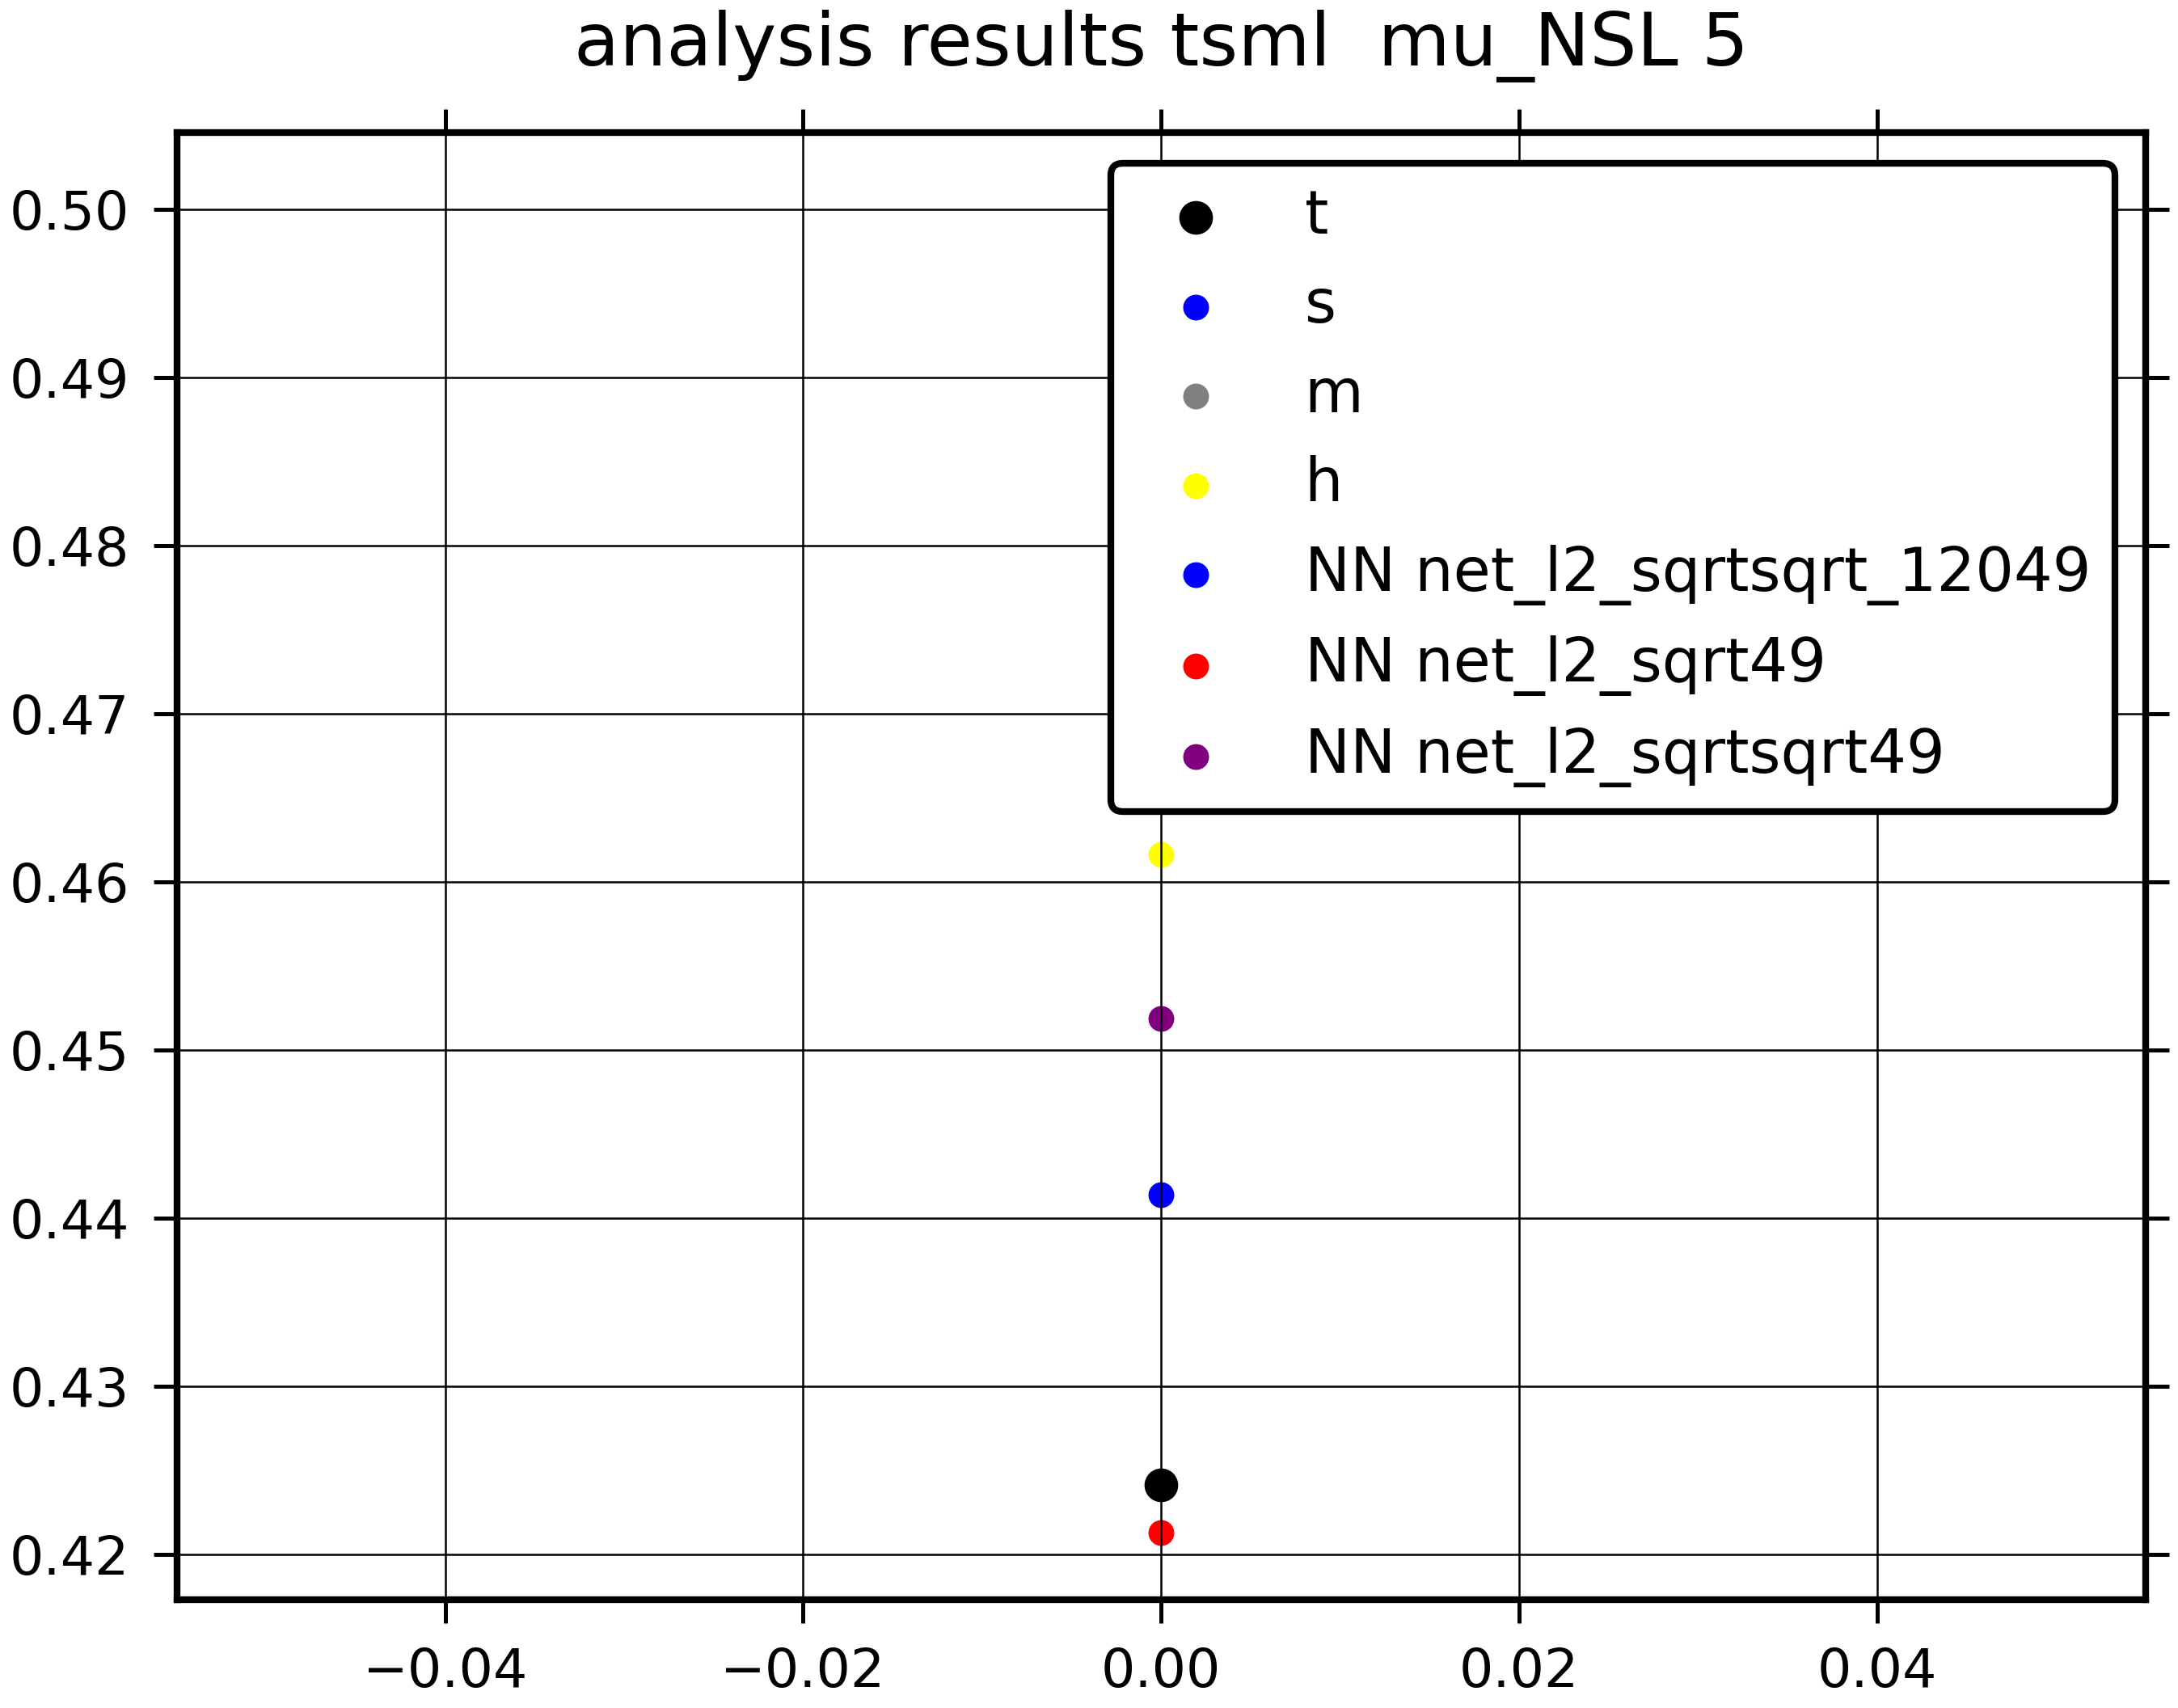 analysis results tsml  mu_NSL 5
0.50
0.49
0.48
0.47
0.46
0.45
0.44
0.43
0.42
t
s
m
h
NN net_l2_sqrtsqrt_12049
NN net_l2_sqrt49
NN net_l2_sqrtsqrt49
−0.04 −0.02 0.00 0.02 0.04